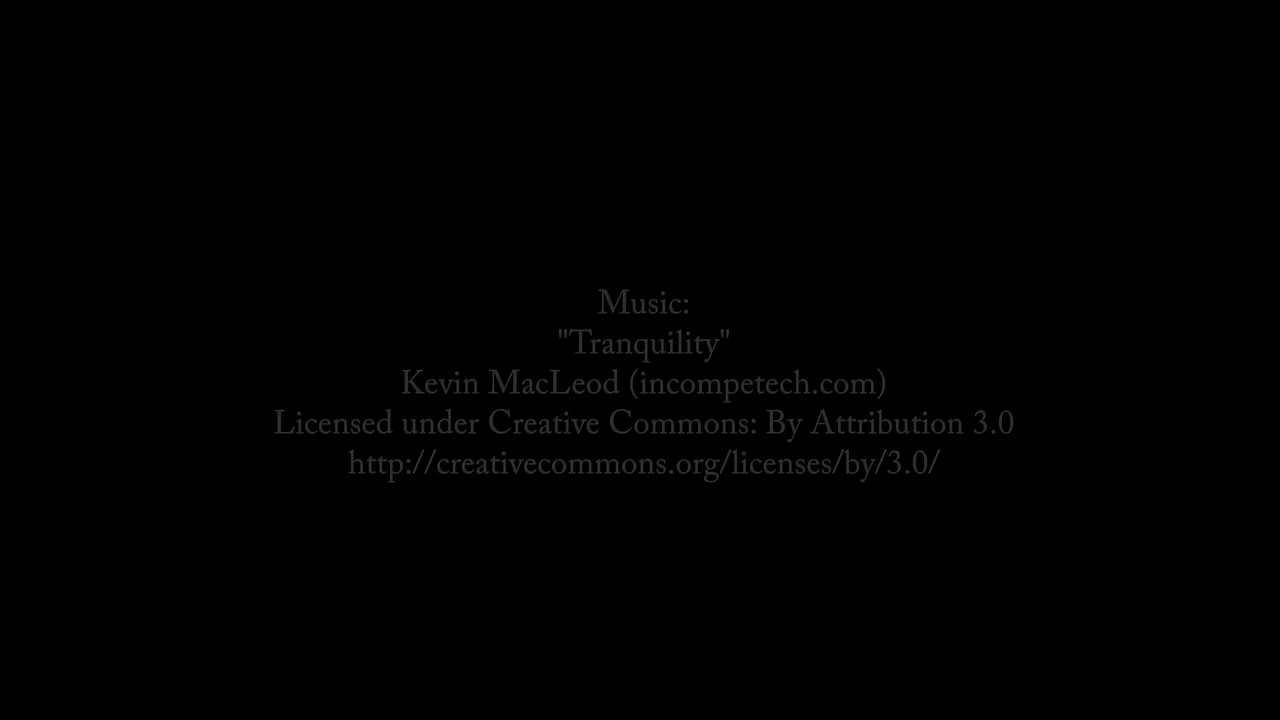 Music:
"Tranquility"
Kevin MacLeod (incompetech.com)
Licensed under Creative Commons: By Attribution 3.0
http://creativecommons.org/licenses/by/3.0/